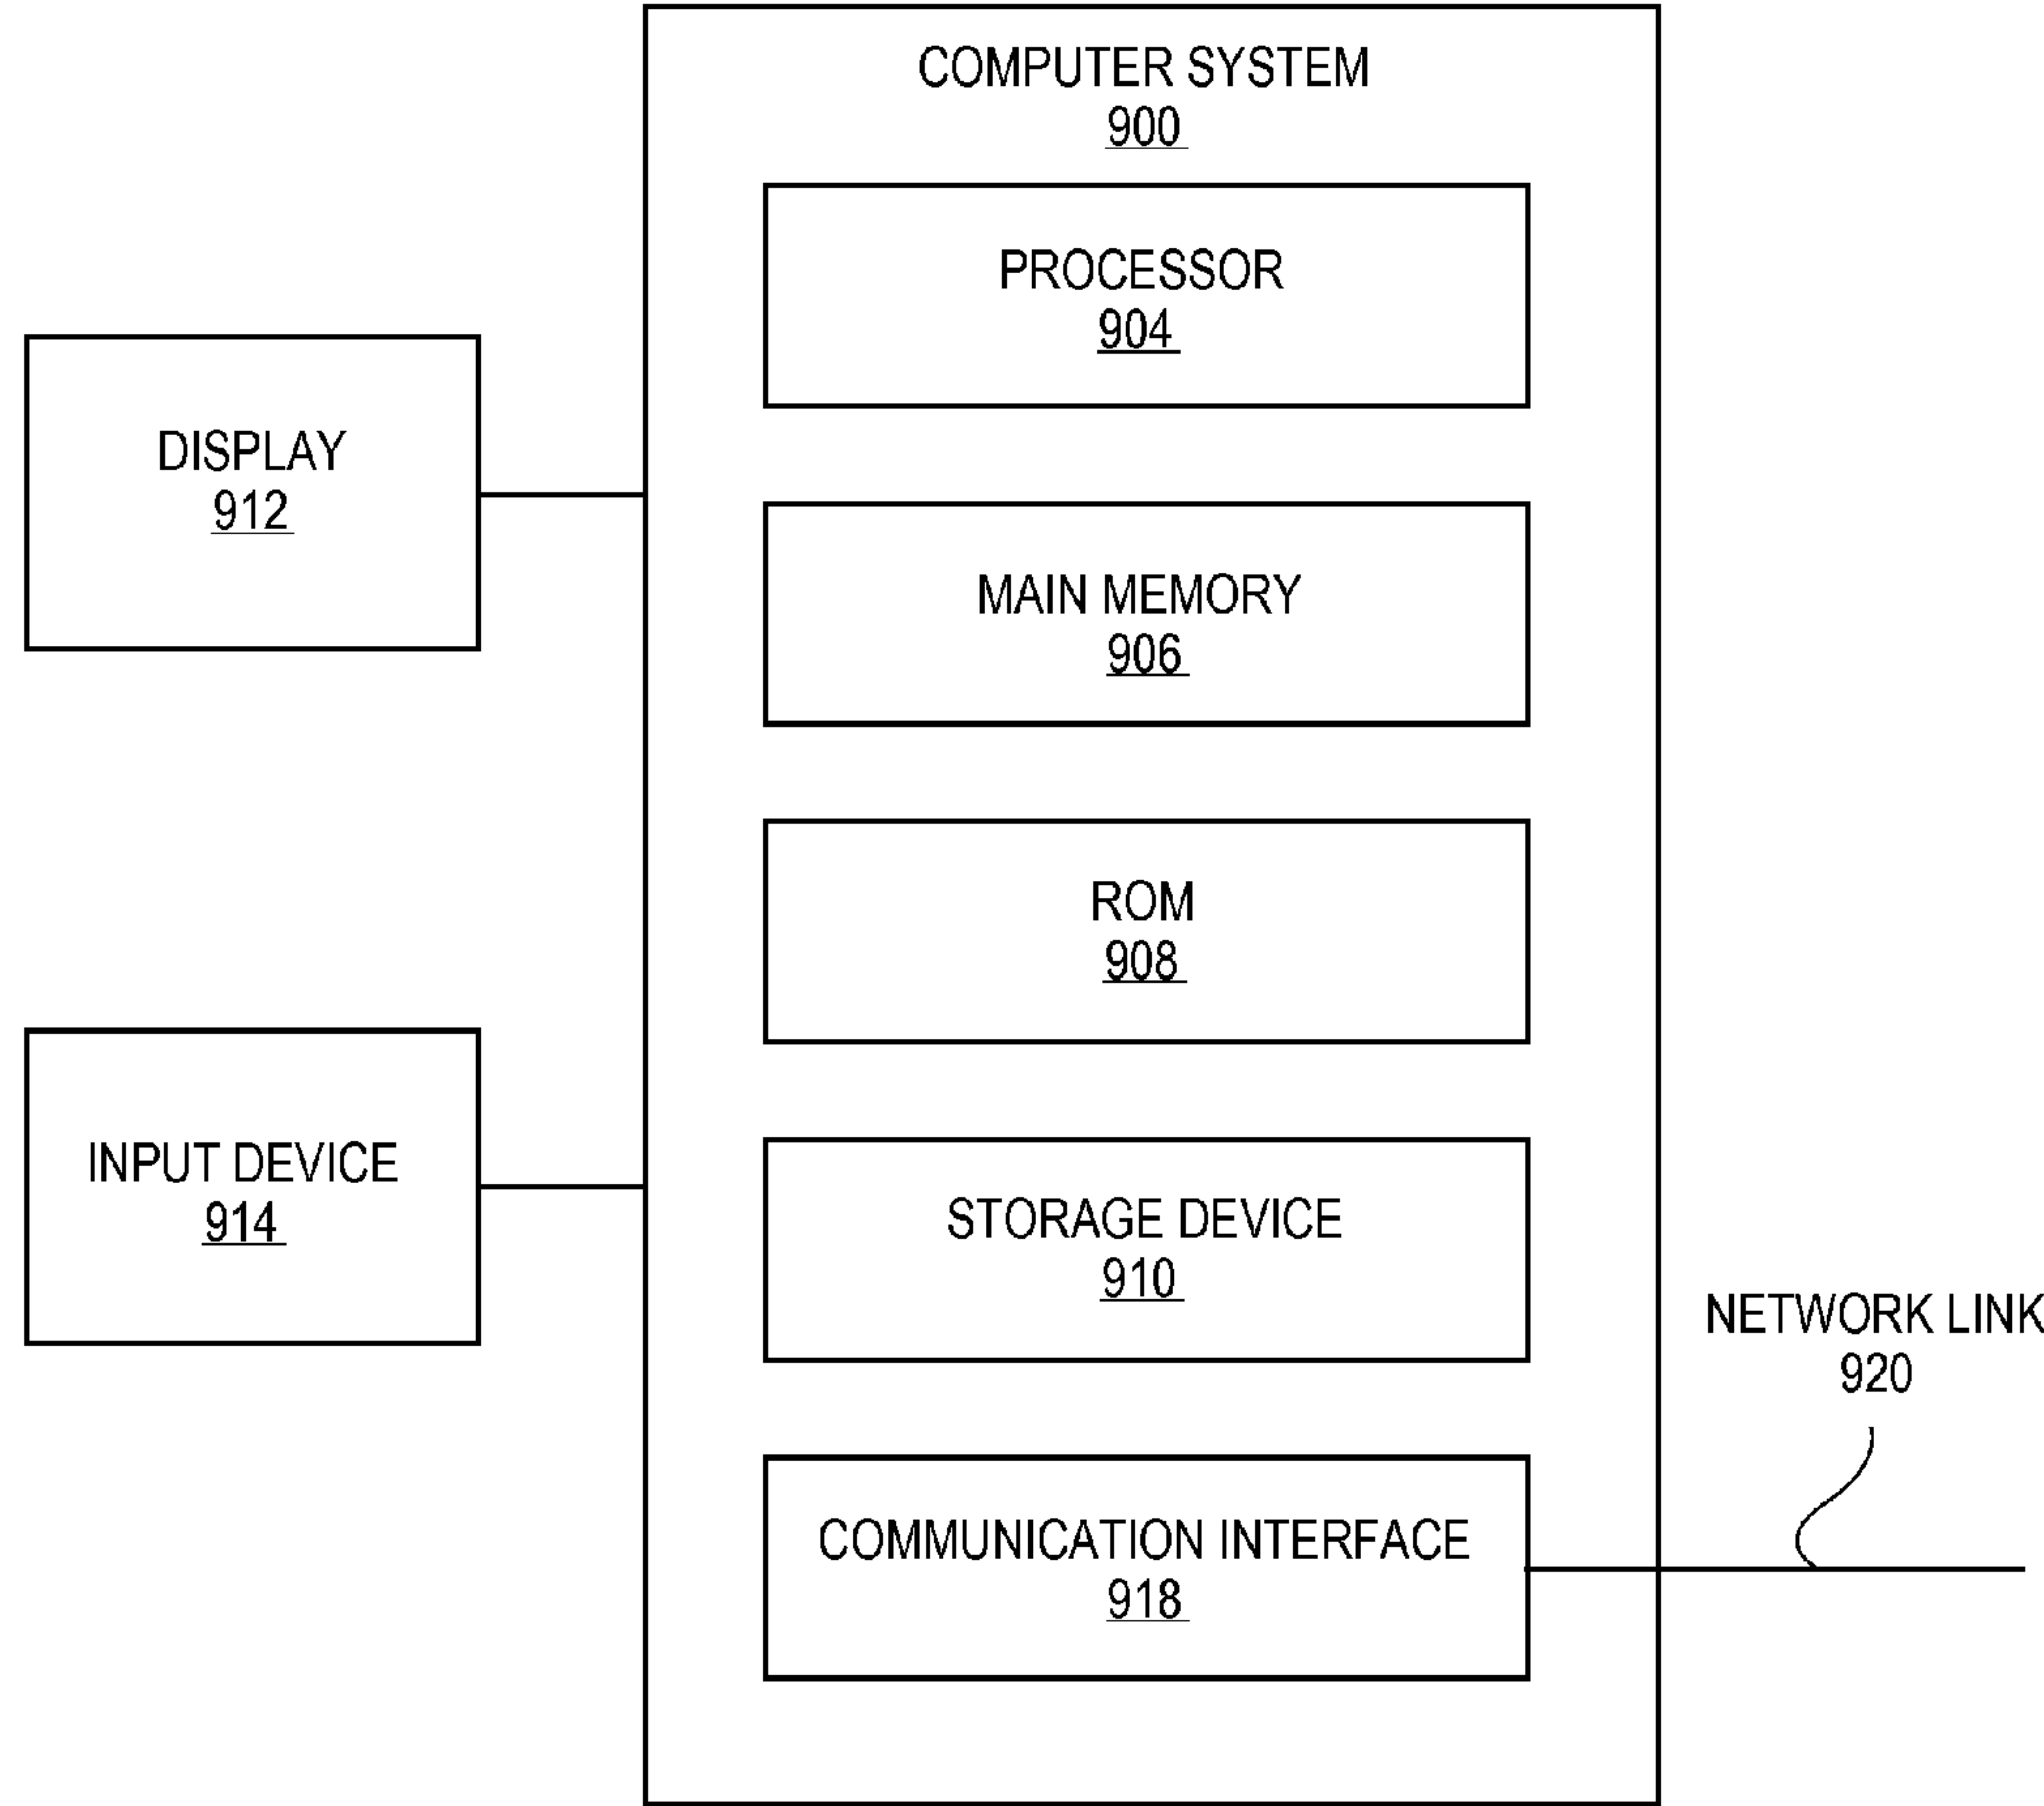 COMPUTER SYSTEM
900
PROCESSOR
904
DISPLAY
912
MAIN MEMORY
906
ROM
908
INPUT DEVICE
914
STORAGE DEVICE
910
NETWORK LINK
920
COMMUNICATION INTERFACE
918